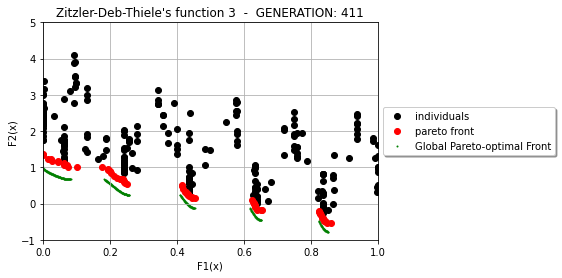 Zitzler-Deb-Thiele's function 3 - GENERATION: 411
5
4
3
2
1
0
−1
F2(x)
0.0 0.2 0.4 0.6 0.8 1.0
F1(x)
individuals
pareto front
Global Pareto-optimal Front